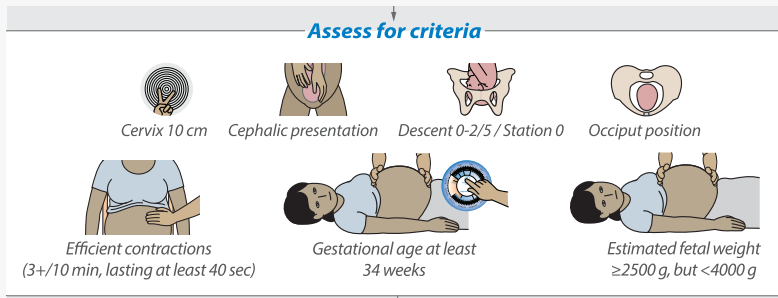 Assess for criteria
Cervix 10 cm
Cephalic presentation
Descent 0-2/5 / Station 0
Occiput position
Efficient contractions
(3+/10 min, lasting at least 40 sec)
Gestational age at least
34 weeks
Estimated fetal weight
≥2500 g, but <4000 g